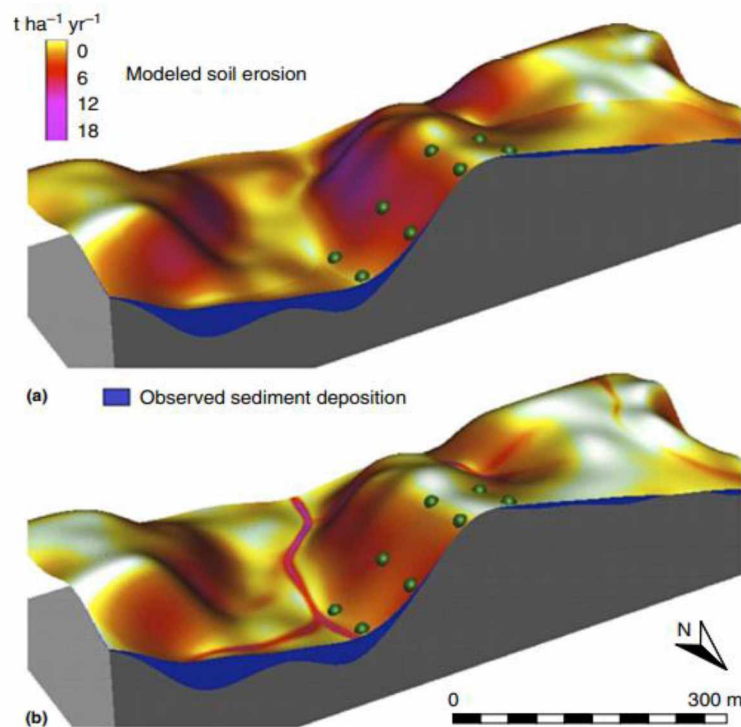 t ha⁻¹ yr⁻¹
0
6
12
18
Modeled soil erosion
(a)
Observed sediment deposition
N
0 300 m
(b)